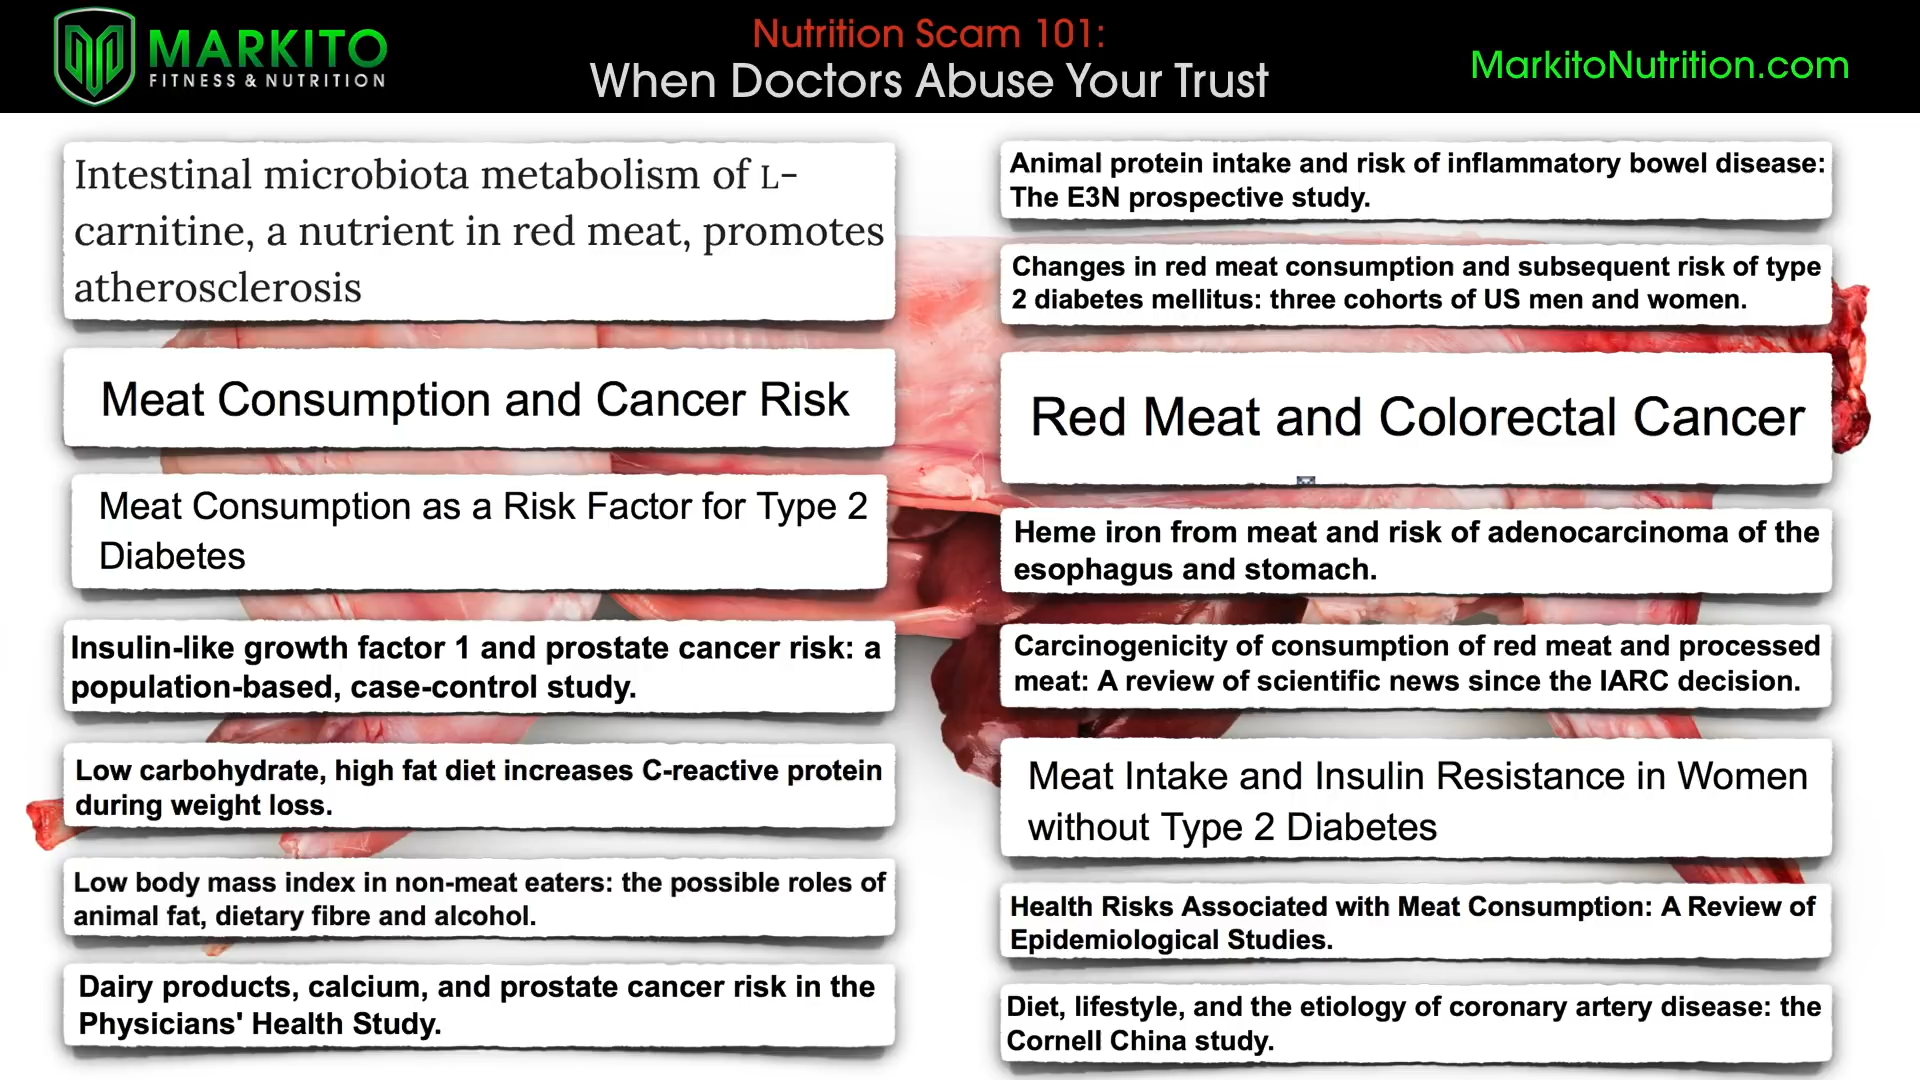 MARKITO
FITNESS & NUTRITION
Nutrition Scam 101:
When Doctors Abuse Your Trust
MarkitoNutrition.com
Intestinal microbiota metabolism of L-
carnitine, a nutrient in red meat, promotes
atherosclerosis
Meat Consumption and Cancer Risk
Meat Consumption as a Risk Factor for Type 2
Diabetes
Insulin-like growth factor 1 and prostate cancer risk: a
population-based, case-control study.
Low carbohydrate, high fat diet increases C-reactive protein
during weight loss.
Low body mass index in non-meat eaters: the possible roles of
animal fat, dietary fibre and alcohol.
Dairy products, calcium, and prostate cancer risk in the
Physicians' Health Study.
Animal protein intake and risk of inflammatory bowel disease:
The E3N prospective study.
Changes in red meat consumption and subsequent risk of type
2 diabetes mellitus: three cohorts of US men and women.
Red Meat and Colorectal Cancer
Heme iron from meat and risk of adenocarcinoma of the
esophagus and stomach.
Carcinogenicity of consumption of red meat and processed
meat: A review of scientific news since the IARC decision.
Meat Intake and Insulin Resistance in Women
without Type 2 Diabetes
Health Risks Associated with Meat Consumption: A Review of
Epidemiological Studies.
Diet, lifestyle, and the etiology of coronary artery disease: the
Cornell China study.